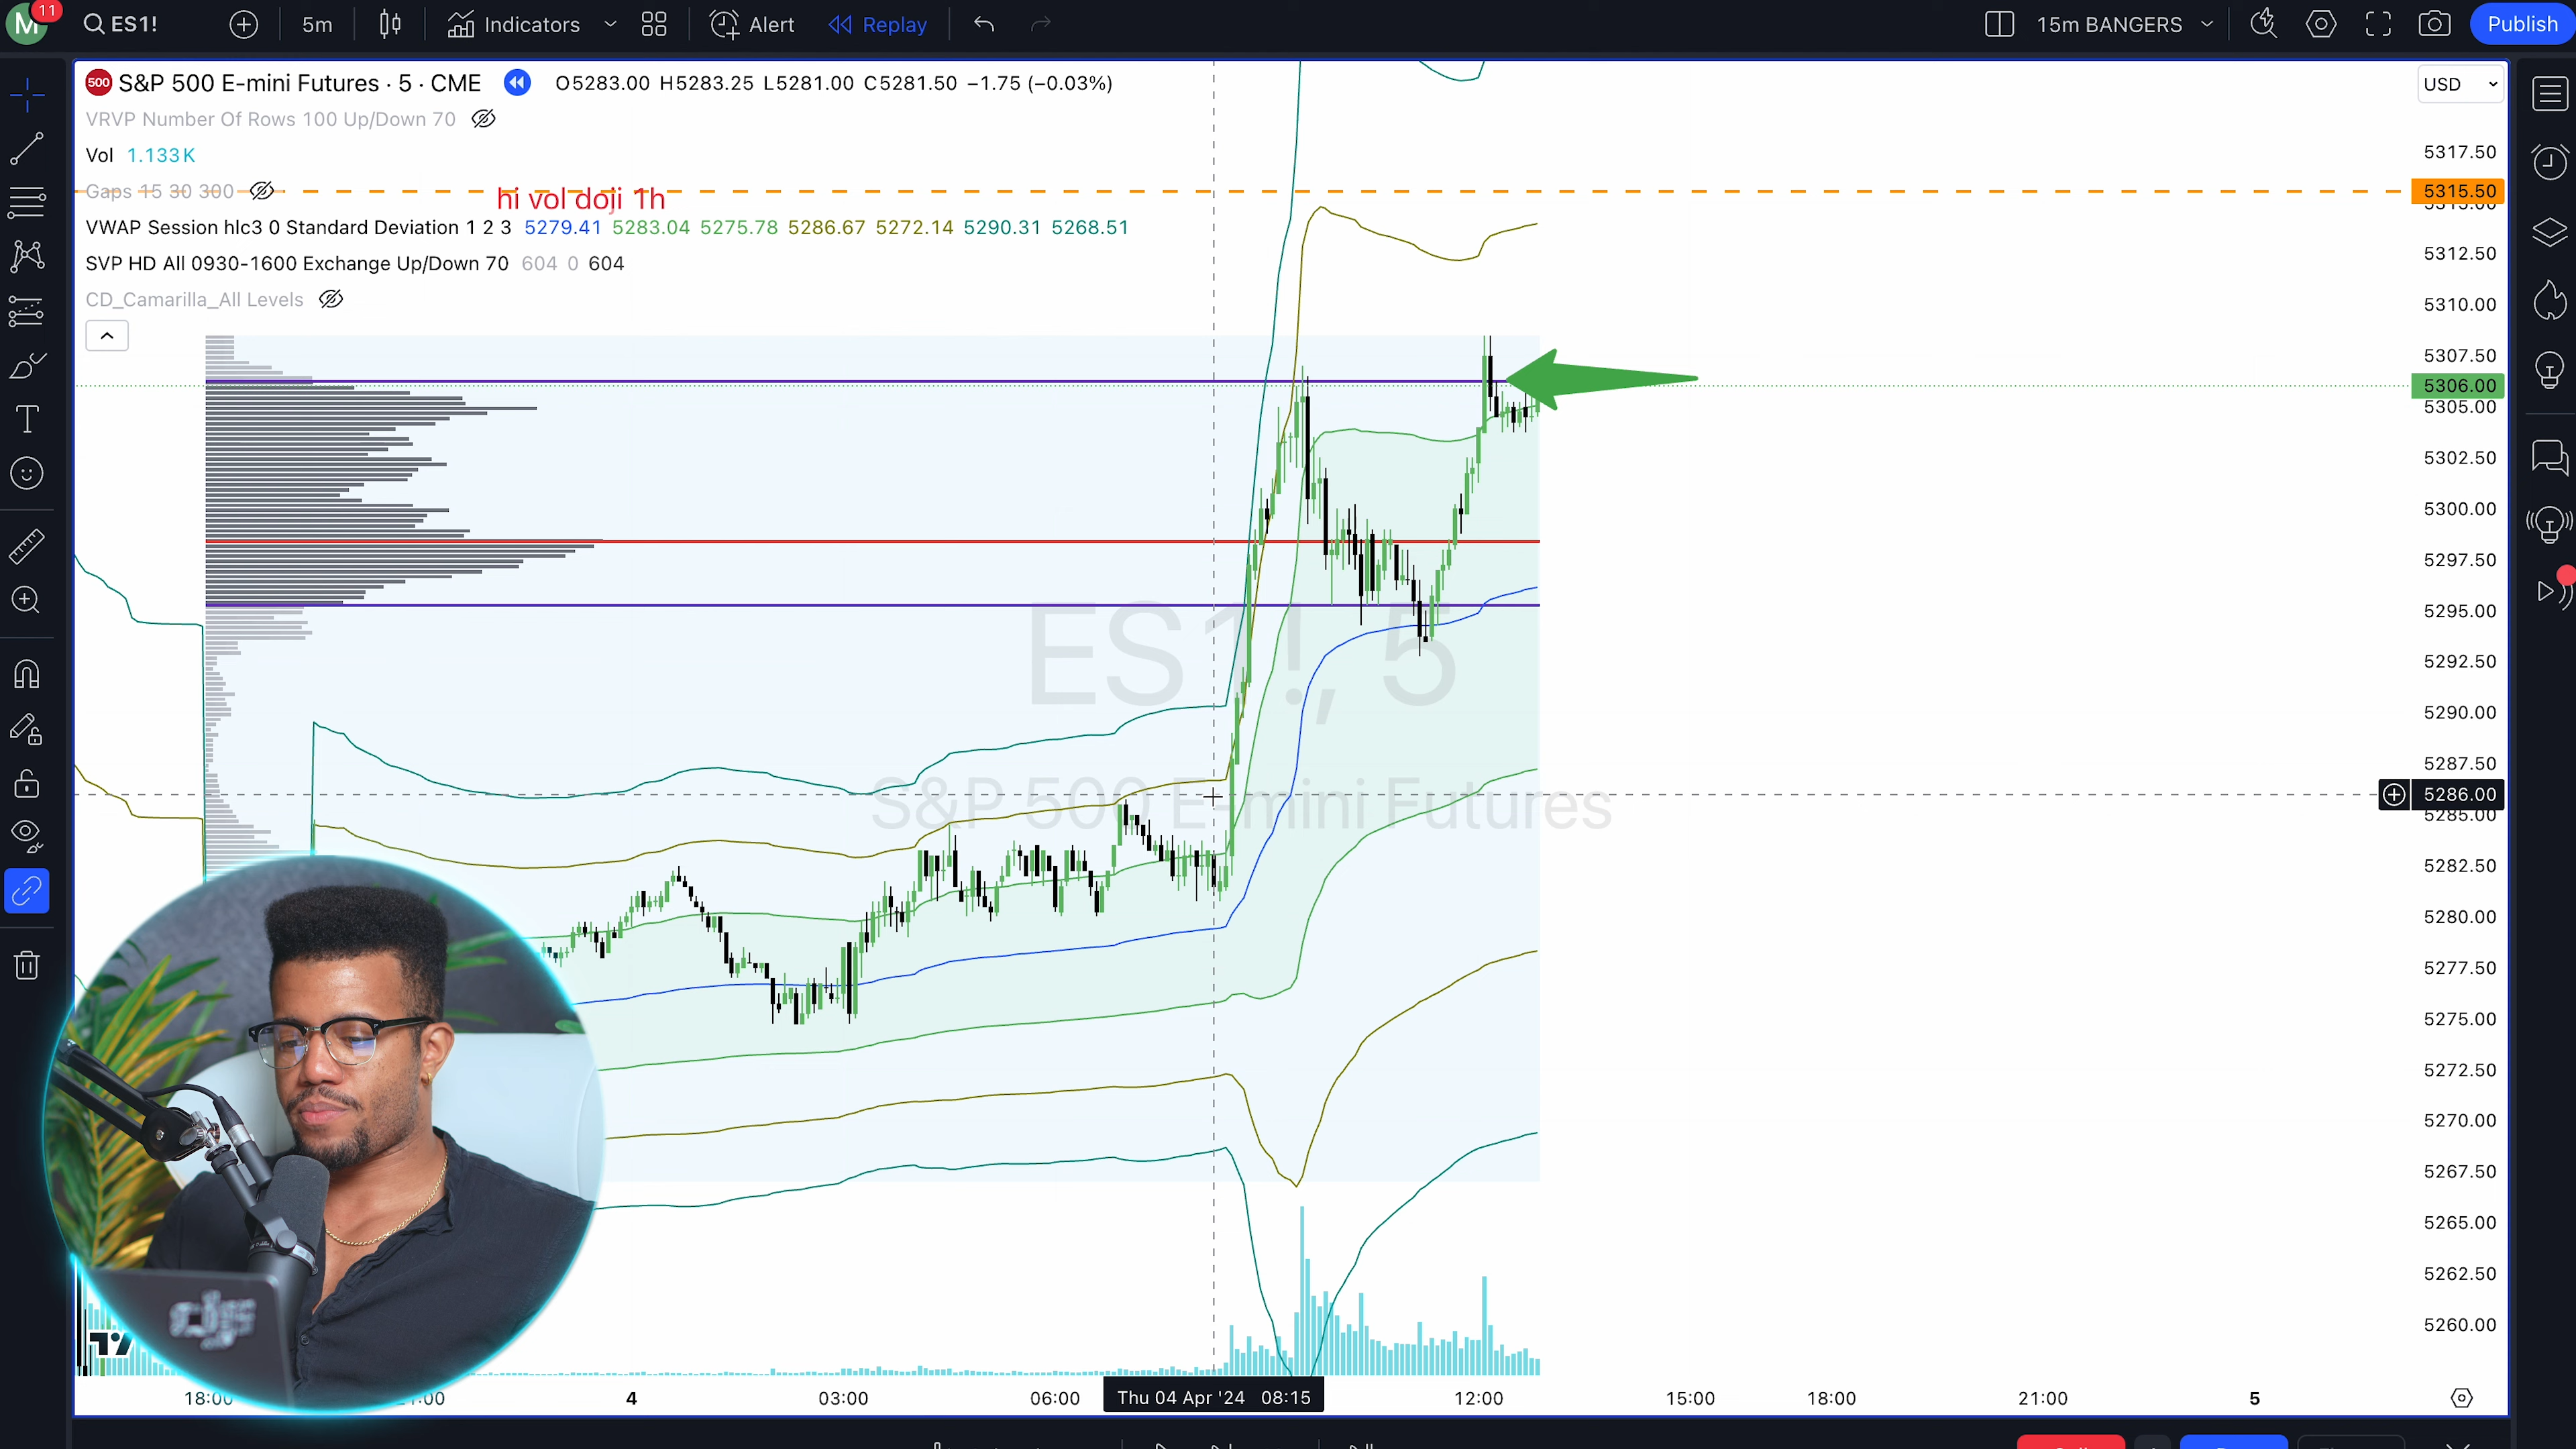 M 11 ES1! 5m Indicators Alert Replay 15m BANGERS Publish
500 S&P 500 E-mini Futures · 5 · CME O5283.00 H5283.25 L5281.00 C5281.50 −1.75 (−0.03%) USD
VRVP Number Of Rows 100 Up/Down 70
Vol 1.133K
5317.50
Gaps 15 30 300
hi vol doji 1h
5315.50
VWAP Session hlc3 0 Standard Deviation 1 2 3 5279.41 5283.04 5275.78 5286.67 5272.14 5290.31 5268.51
5312.50
SVP HD All 0930-1600 Exchange Up/Down 70 604 0 604
CD_Camarilla_All Levels
5310.00
5307.50
5306.00
5305.00
5302.50
5300.00
5297.50
5295.00
ES1!, 5
5292.50
5290.00
5287.50
S&P 500 E-mini Futures
5286.00
5285.00
5282.50
5280.00
5277.50
5275.00
5272.50
5270.00
5267.50
5265.00
5262.50
5260.00
18:00 4 03:00 06:00 Thu 04 Apr '24 08:15 12:00 15:00 18:00 21:00 5